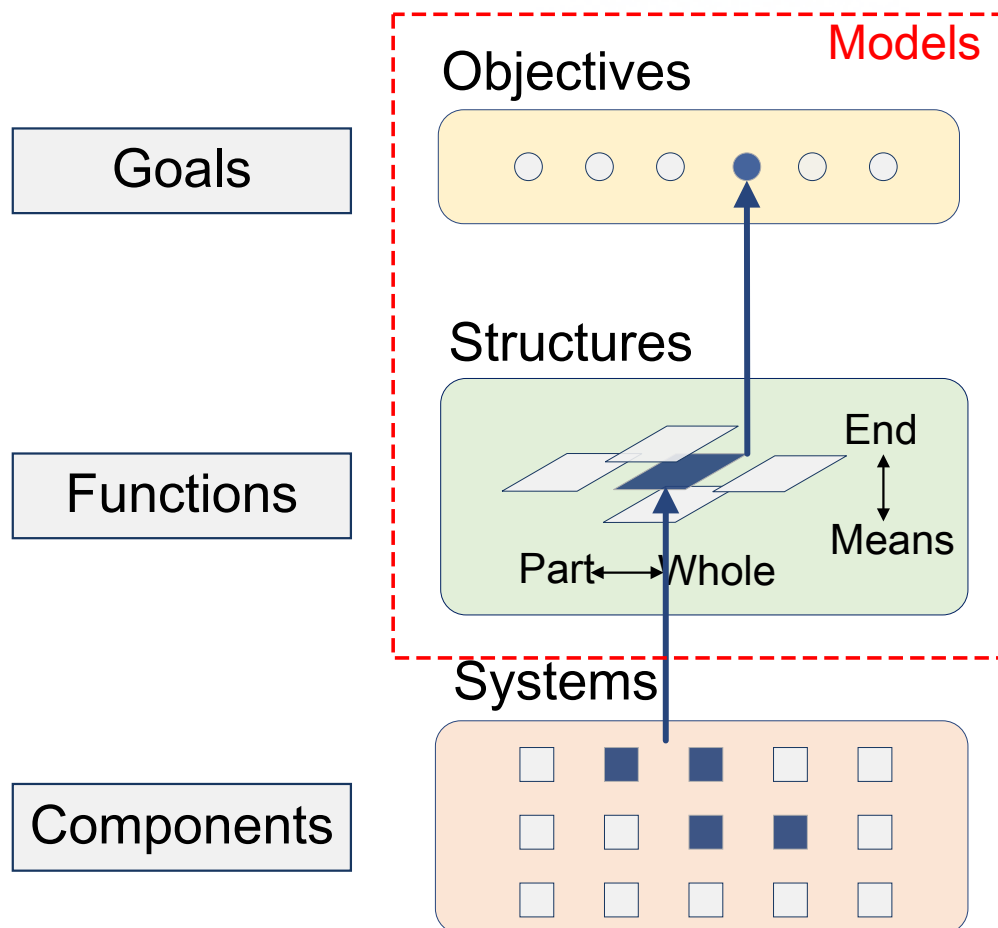 Models
Objectives
Goals
Structures
Functions
End
Means
Part
Whole
Systems
Components